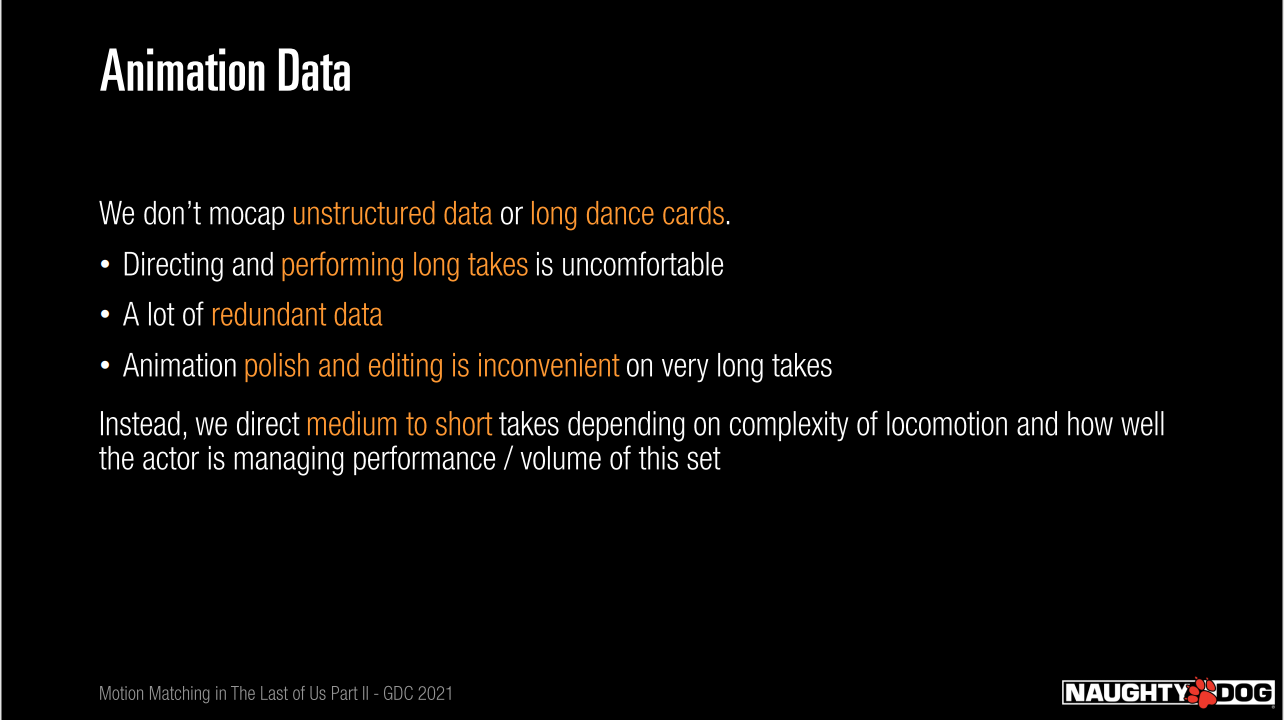 Animation Data
We don’t mocap unstructured data or long dance cards.
• Directing and performing long takes is uncomfortable
• A lot of redundant data
• Animation polish and editing is inconvenient on very long takes
Instead, we direct medium to short takes depending on complexity of locomotion and how well
the actor is managing performance / volume of this set
Motion Matching in The Last of Us Part II - GDC 2021
NAUGHTY DOG